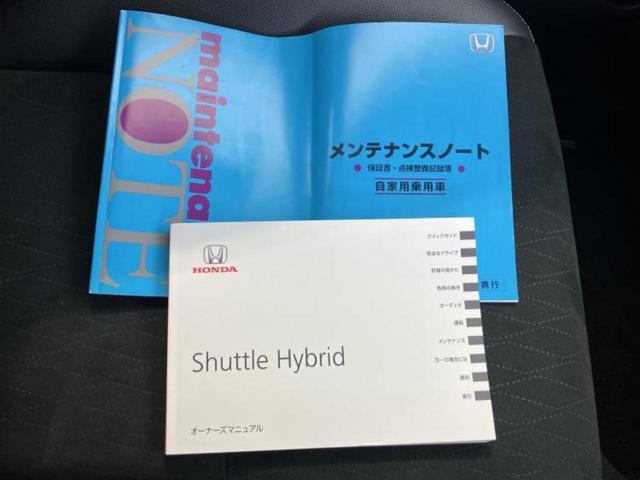 maintena
NOTE
メンテナンスノート
保証書・点検整備記録簿
自家用乗用車
携行
HONDA
クイックガイド
安全なドライブ
計器の見かた
各部の操作
オーディオ
運転
メンテナンス
万一の場合には
資料
索引
Shuttle Hybrid
オーナーズマニュアル